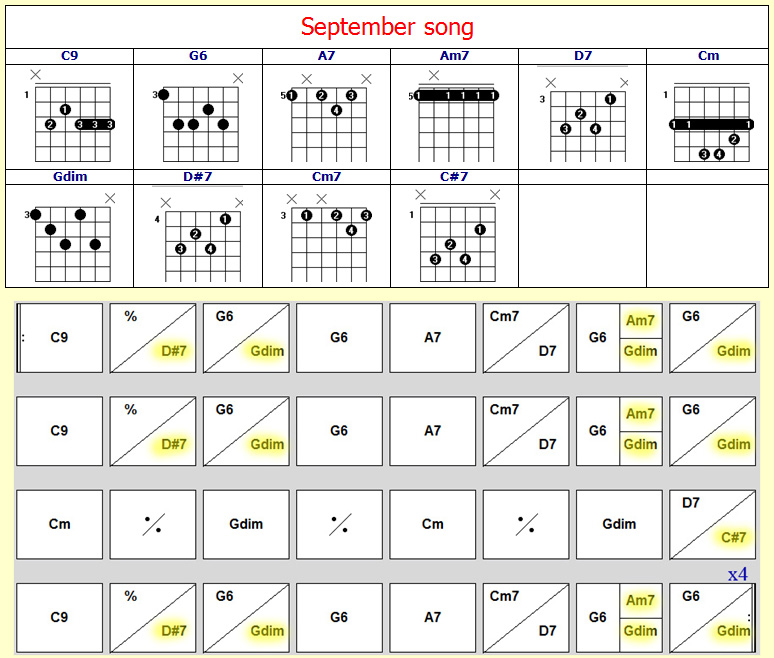 September song
C9 G6 A7 Am7 D7 Cm
1 3 5 5 3 1
1 2 3 3 3
1 2 3 4
1 1 1 1 1
1 2 3 4
1 1 1 2 3 4
Gdim D#7 Cm7 C#7
3 4 3 1
1 2 3 4
1 2 3 4
1 2 3 4
: C9 % D#7 G6 Gdim G6 A7 Cm7 D7 G6 Am7 Gdim G6 Gdim
C9 % D#7 G6 Gdim G6 A7 Cm7 D7 G6 Am7 Gdim G6 Gdim
Cm ٪ Gdim ٪ Cm ٪ Gdim D7 C#7
x4
C9 % D#7 G6 Gdim G6 A7 Cm7 D7 G6 Am7 Gdim G6 Gdim :